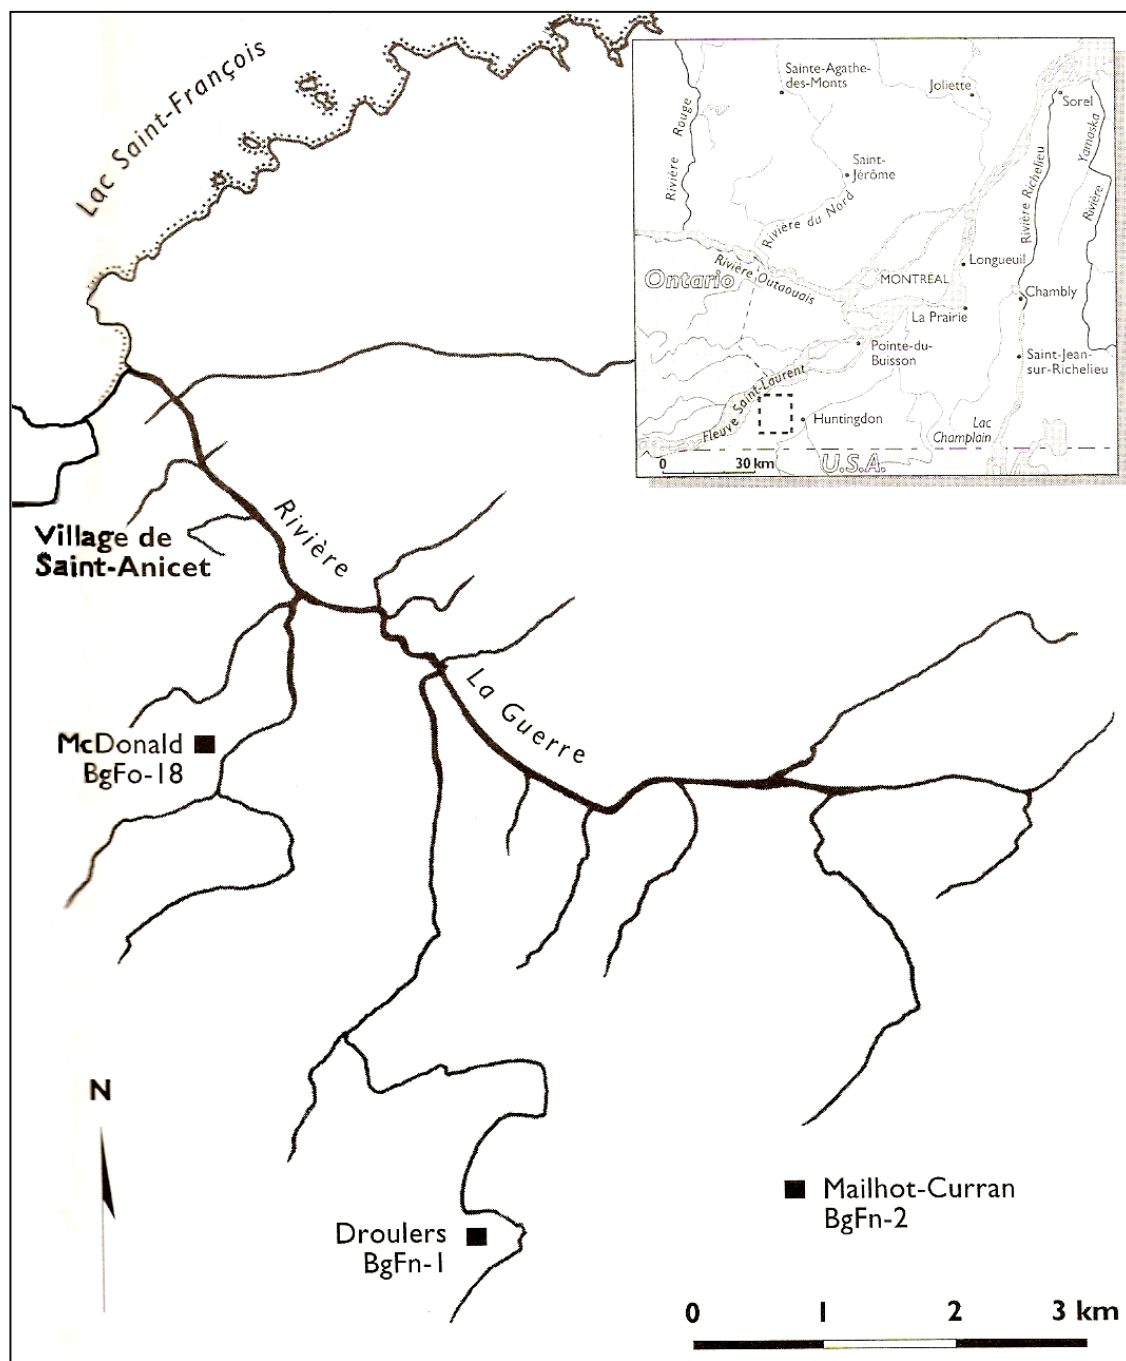 Lac Saint-François
Sainte-Agathe-
des-Monts
Joliette
Sorel
Rivière Rouge
Saint-
Jérôme
Rivière du Nord
Rivière Richelieu
Yamaska
Rivière
Ontario
Rivière Outaouais
MONTRÉAL
Longueuil
Chambly
La Prairie
Pointe-du-
Buisson
Saint-Jean-
sur-Richelieu
Fleuve Saint-Laurent
Huntingdon
Lac
Champlain
0 30 km
U.S.A.
Village de
Saint-Anicet
Rivière
La Guerre
McDonald
BgFo-18
N
Mailhot-Curran
BgFn-2
Droulers
BgFn-1
0 1 2 3 km